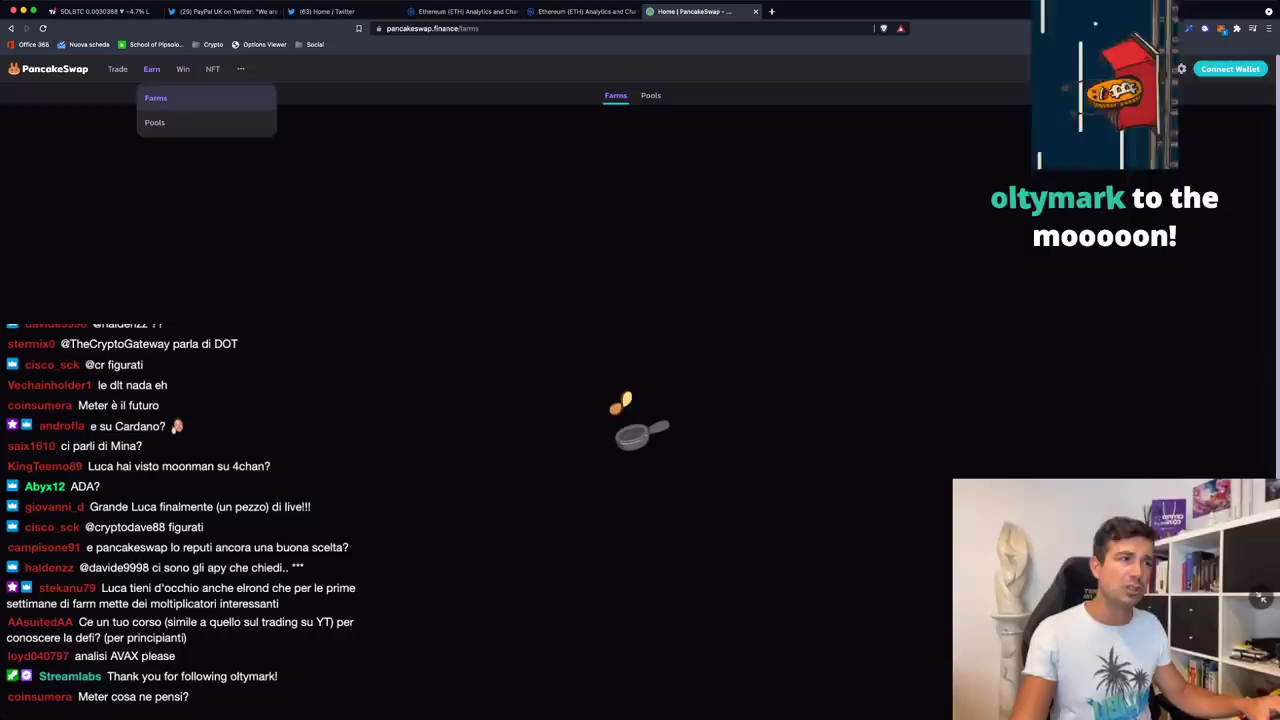 SOLBTC 0.0030388 ▼ -4.7% L
(29) PayPal UK on Twitter: "We are
(63) Home / Twitter
Ethereum (ETH) Analytics and Cha
Ethereum (ETH) Analytics and Cha
Home | PancakeSwap - ...
pancakeswap.finance/farms
Office 365
Nuova scheda
School of PIpsolo...
Crypto
Options Viewer
Social
PancakeSwap
Trade
Earn
Win
NFT
Connect Wallet
Farms
Pools
Farms
Pools
oltymark to the
mooooon!
davide9998 @haldenzz ??
stermix0 @TheCryptoGateway parla di DOT
cisco_sck @cr figurati
Vechainholder1 le dlt nada eh
coinsumera Meter è il futuro
androfla e su Cardano?
saix1610 ci parli di Mina?
KingTeemo89 Luca hai visto moonman su 4chan?
Abyx12 ADA?
giovanni_d Grande Luca finalmente (un pezzo) di live!!!
cisco_sck @cryptodave88 figurati
campisone91 e pancakeswap lo reputi ancora una buona scelta?
haldenzz @davide9998 ci sono gli apy che chiedi.. ***
stekanu79 Luca tieni d'occhio anche elrond che per le prime
settimane di farm mette dei moltiplicatori interessanti
AAsuitedAA Ce un tuo corso (simile a quello sul trading su YT) per
conoscere la defi? (per principianti)
loyd040797 analisi AVAX please
Streamlabs Thank you for following oltymark!
coinsumera Meter cosa ne pensi?